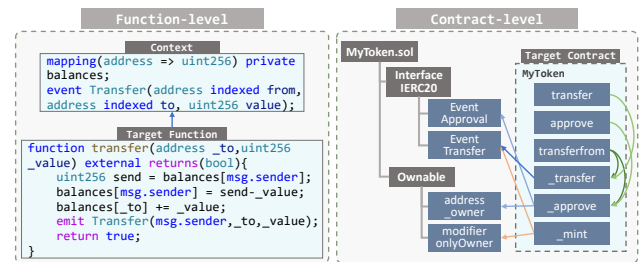 Function-level
Context
mapping(address => uint256) private
balances;
event Transfer(address indexed from,
address indexed to, uint256 value);
Target Function
function transfer(address _to,uint256
_value) external returns(bool){
uint256 send = balances[msg.sender];
balances[msg.sender] = send-_value;
balances[_to] += _value;
emit Transfer(msg.sender,_to,_value);
return true;
}
Contract-level
MyToken.sol
Interface
IERC20
Event
Approval
Event
Transfer
Ownable
address
_owner
modifier
onlyOwner
Target Contract
MyToken
transfer
approve
transferfrom
_transfer
_approve
_mint